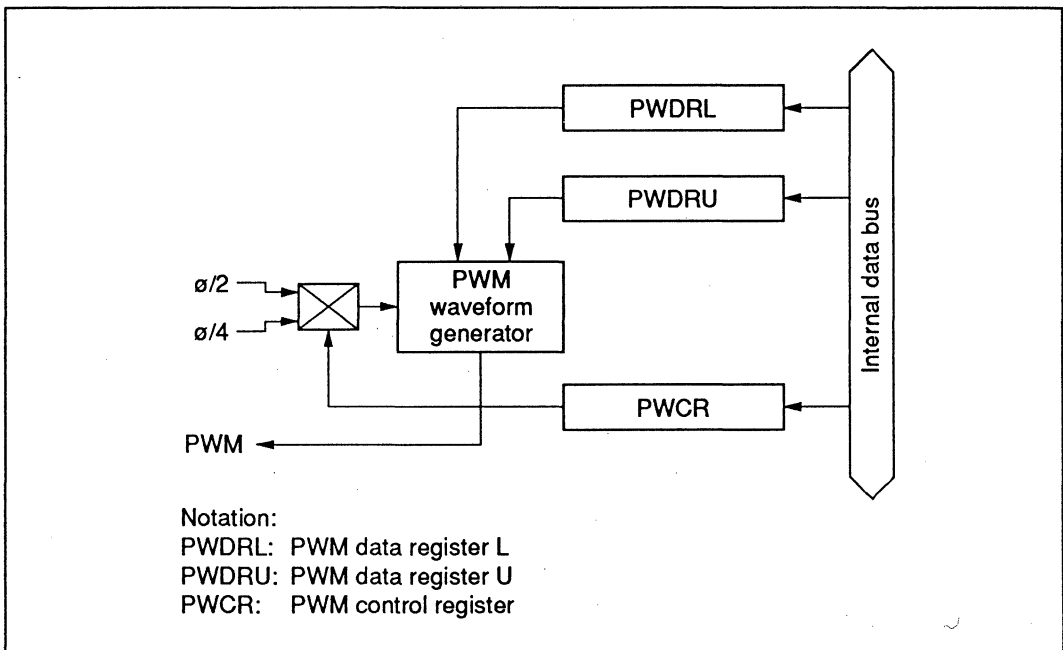 PWDRL
PWDRU
Internal data bus
ø/2
ø/4
PWM
waveform
generator
PWCR
PWM
Notation:
PWDRL: PWM data register L
PWDRU: PWM data register U
PWCR: PWM control register